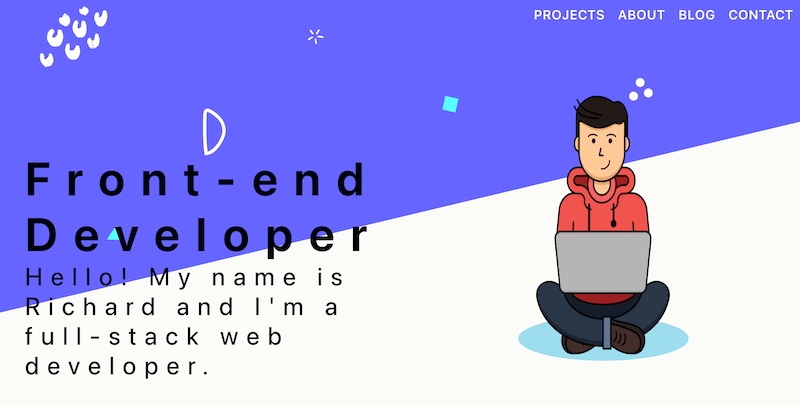 PROJECTS ABOUT BLOG CONTACT
Front-end
Developer
Hello! My name is
Richard and I'm a
full-stack web
developer.